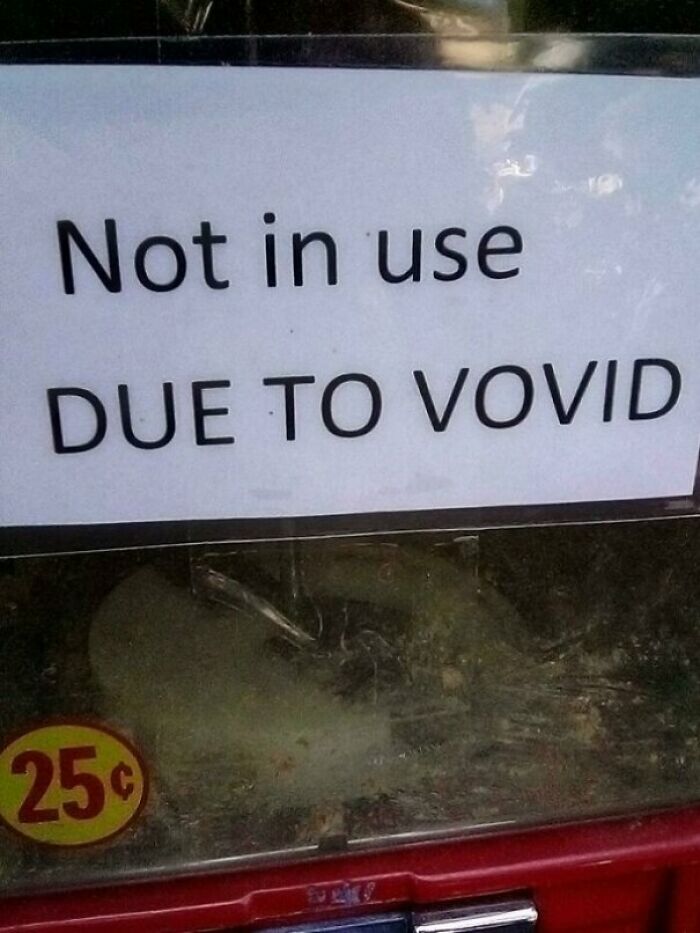 Not in use
DUE TO VOVID
25¢